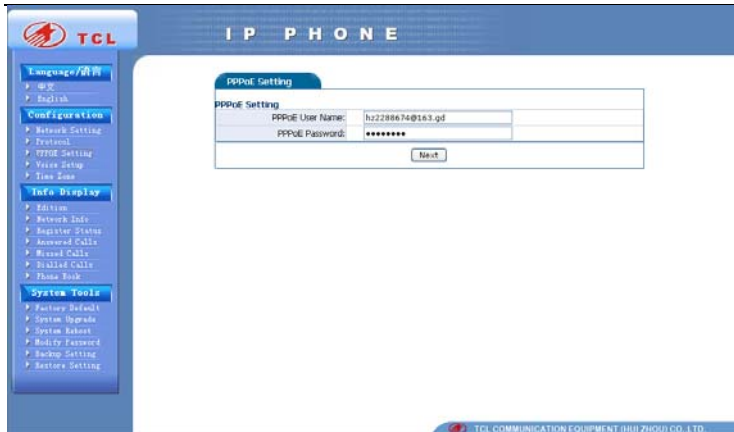 TCL
IP PHONE
Language/语言
中文
English
Configuration
Network Setting
Protocol
PPPOE Setting
Voice Setup
Time Zone
Info Display
Edition
Network Info
Register Status
Answered Calls
Missed Calls
Dialled Calls
Phone Book
System Tools
Factory Default
System Upgrade
System Reboot
Modify Password
Backup Setting
Restore Setting
PPPoE Setting
PPPoE Setting
PPPoE User Name: hz2288674@163.gd
PPPoE Password: ••••••••
Next
TCL COMMUNICATION EQUIPMENT (HUI ZHOU) CO. LTD.